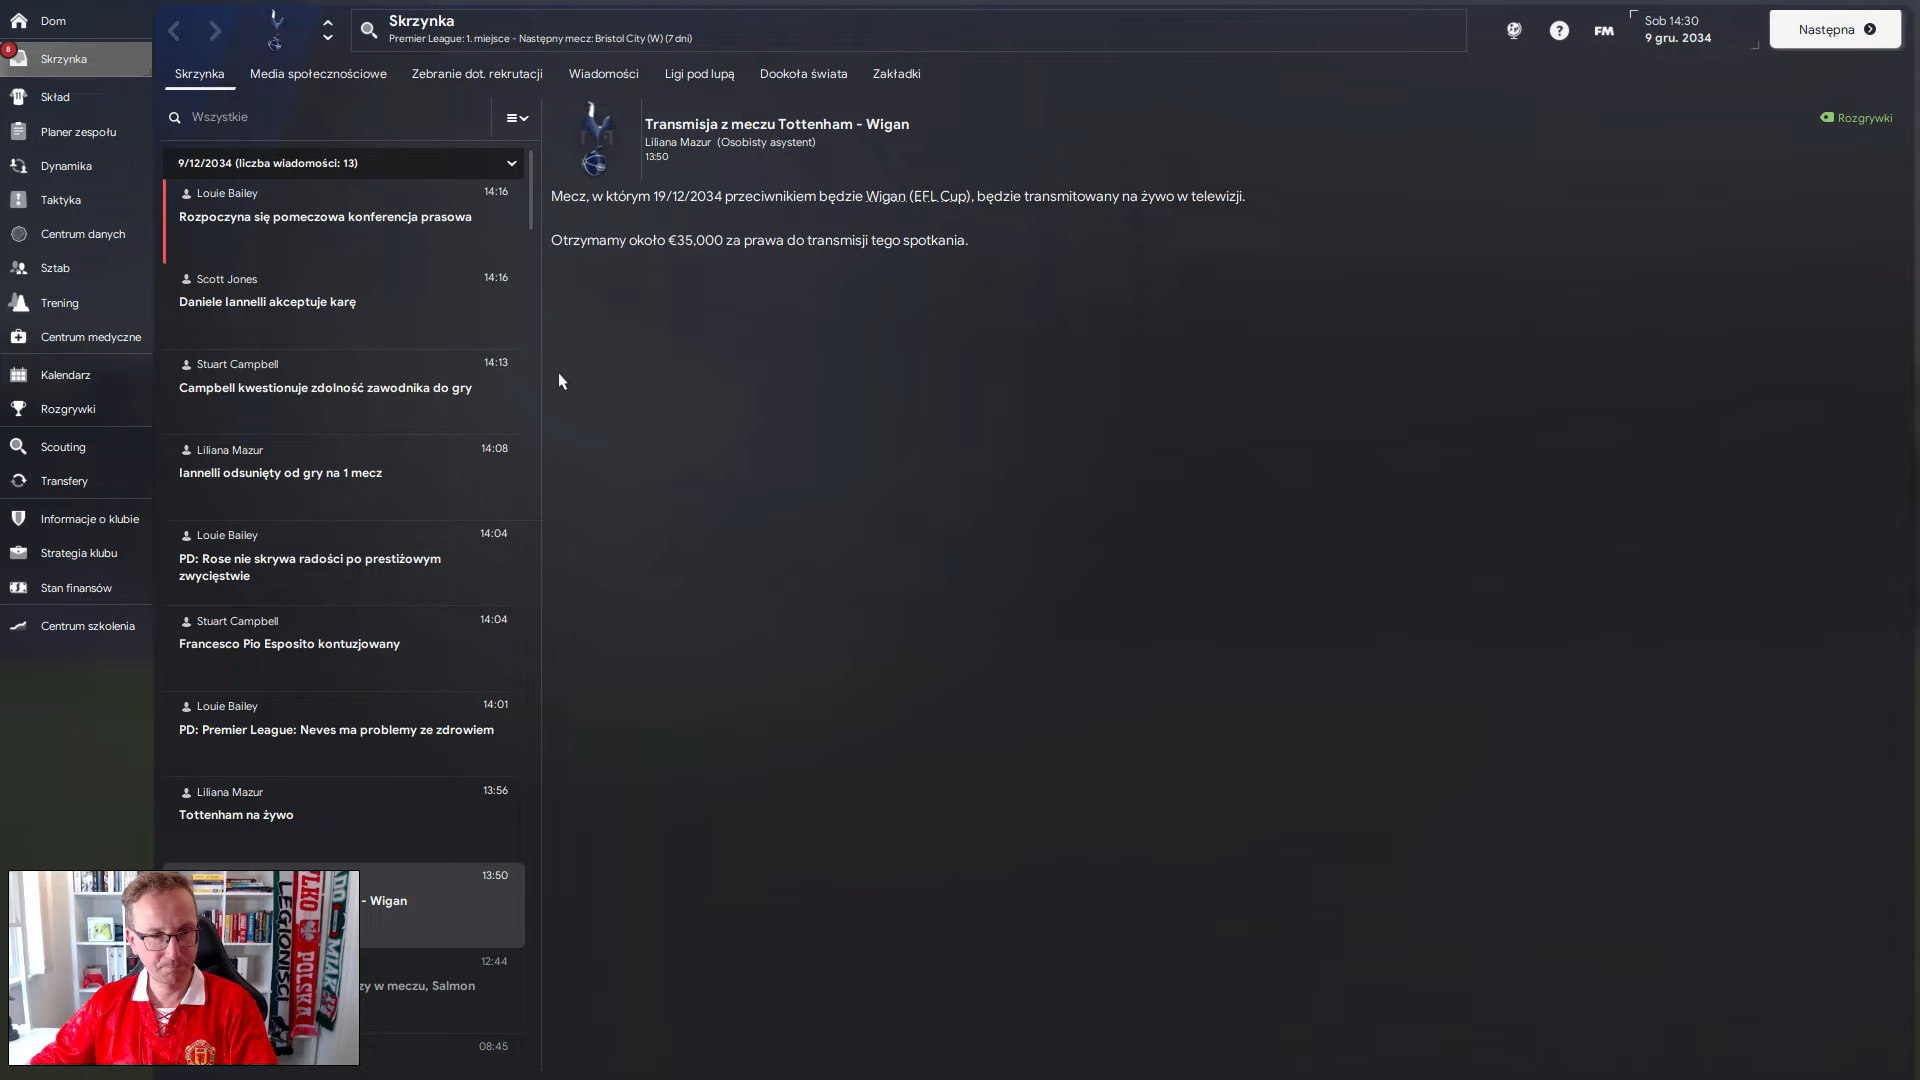 Dom
8
Skrzynka
Skład
Planer zespołu
Dynamika
Taktyka
Centrum danych
Sztab
Trening
Centrum medyczne
Kalendarz
Rozgrywki
Scouting
Transfery
Informacje o klubie
Strategia klubu
Stan finansów
Centrum szkolenia
Skrzynka
Premier League: 1. miejsce - Następny mecz: Bristol City (W) (7 dni)
FM
Sob 14:30
9 gru. 2034
Następna
Skrzynka
Media społecznościowe
Zebranie dot. rekrutacji
Wiadomości
Ligi pod lupą
Dookoła świata
Zakładki
Wszystkie
9/12/2034 (liczba wiadomości: 13)
Louie Bailey 14:16
Rozpoczyna się pomeczowa konferencja prasowa
Scott Jones 14:16
Daniele Iannelli akceptuje karę
Stuart Campbell 14:13
Campbell kwestionuje zdolność zawodnika do gry
Liliana Mazur 14:08
Iannelli odsunięty od gry na 1 mecz
Louie Bailey 14:04
PD: Rose nie skrywa radości po prestiżowym
zwycięstwie
Stuart Campbell 14:04
Francesco Pio Esposito kontuzjowany
Louie Bailey 14:01
PD: Premier League: Neves ma problemy ze zdrowiem
Liliana Mazur 13:56
Tottenham na żywo
13:50
- Wigan
12:44
zy w meczu, Salmon
08:45
Transmisja z meczu Tottenham - Wigan
Liliana Mazur (Osobisty asystent)
13:50
Rozgrywki
Mecz, w którym 19/12/2034 przeciwnikiem będzie Wigan (EFL Cup), będzie transmitowany na żywo w telewizji.
Otrzymamy około €35,000 za prawa do transmisji tego spotkania.
LEGIONIŚCI
YLKO
POLSKA
MIAK